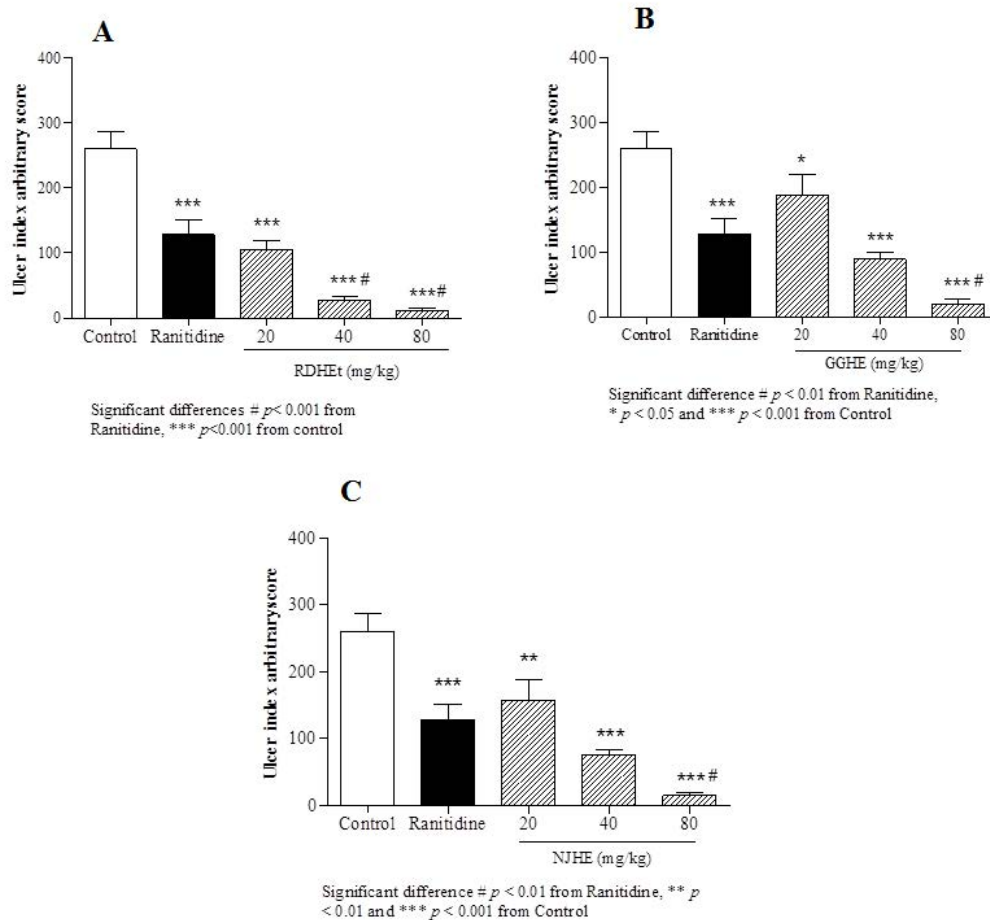 A
Ulcer index arbitrary score
400
300
200
100
0
***
***
***#
***#
Control Ranitidine 20 40 80
RDHEt (mg/kg)
Significant differences # p< 0.001 from
Ranitidine, *** p<0.001 from control
B
Ulcer index arbitrary score
400
300
200
100
0
***
*
***
***#
Control Ranitidine 20 40 80
GGHE (mg/kg)
Significant difference # p < 0.01 from Ranitidine,
* p < 0.05 and *** p < 0.001 from Control
C
Ulcer index arbitraryscore
400
300
200
100
0
***
**
***
***#
Control Ranitidine 20 40 80
NJHE (mg/kg)
Significant difference # p < 0.01 from Ranitidine, ** p
< 0.01 and *** p < 0.001 from Control